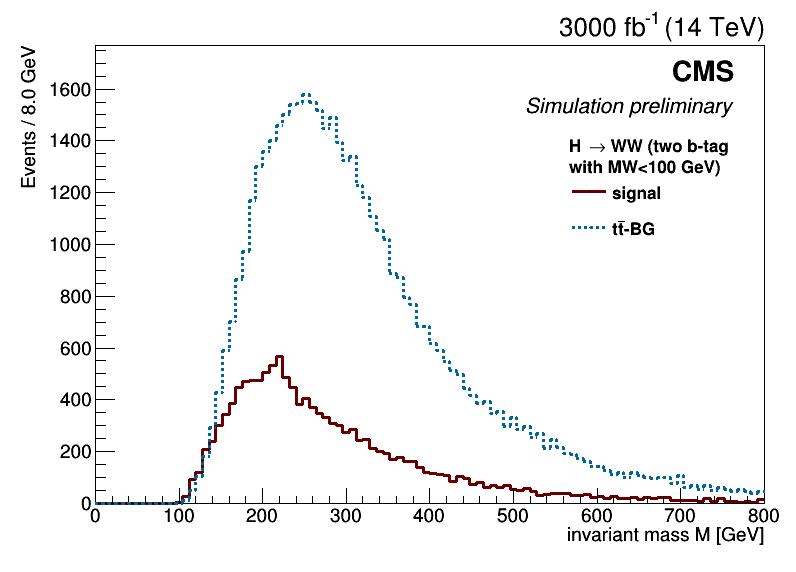 3000 fb⁻¹ (14 TeV)
CMS
Simulation preliminary
H → WW (two b-tag
with MW<100 GeV)
signal
tt̄-BG
Events / 8.0 GeV
1600
1400
1200
1000
800
600
400
200
0
0 100 200 300 400 500 600 700 800
invariant mass M [GeV]